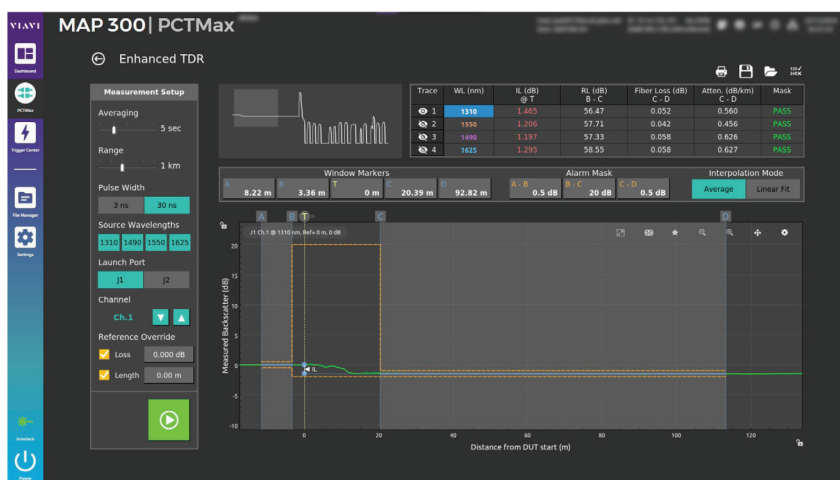 VIAVI
MAP 300 | PCTMax
Enhanced TDR
Dashboard
PCTMax
Trigger Center
File Manager
Settings
Power
Measurement Setup
Averaging
5 sec
Range
1 km
Pulse Width
3 ns 30 ns
Source Wavelengths
1310 1490 1550 1625
Launch Port
J1 J2
Channel
Ch.1
Reference Override
Loss 0.000 dB
Length 0.00 m
Trace WL (nm) IL (dB) @ T RL (dB) B - C Fiber Loss (dB) C - D Atten. (dB/km) C - D Mask
1 1310 1.465 56.47 0.052 0.560 PASS
2 1550 1.206 57.71 0.042 0.456 PASS
3 1490 1.197 57.33 0.058 0.626 PASS
4 1625 1.295 58.55 0.058 0.627 PASS
Window Markers
A 8.22 m B 3.36 m T 0 m C 20.39 m D 92.82 m
Alarm Mask
A - B 0.5 dB B - C 20 dB C - D 0.5 dB
Interpolation Mode
Average Linear Fit
A B T C D
J1 Ch.1 @ 1310 nm, Ref= 0 m, 0 dB
Measured Backscatter (dB)
20
15
10
5
0
-5
-10
IL
0 20 40 60 80 100 120
Distance from DUT start (m)